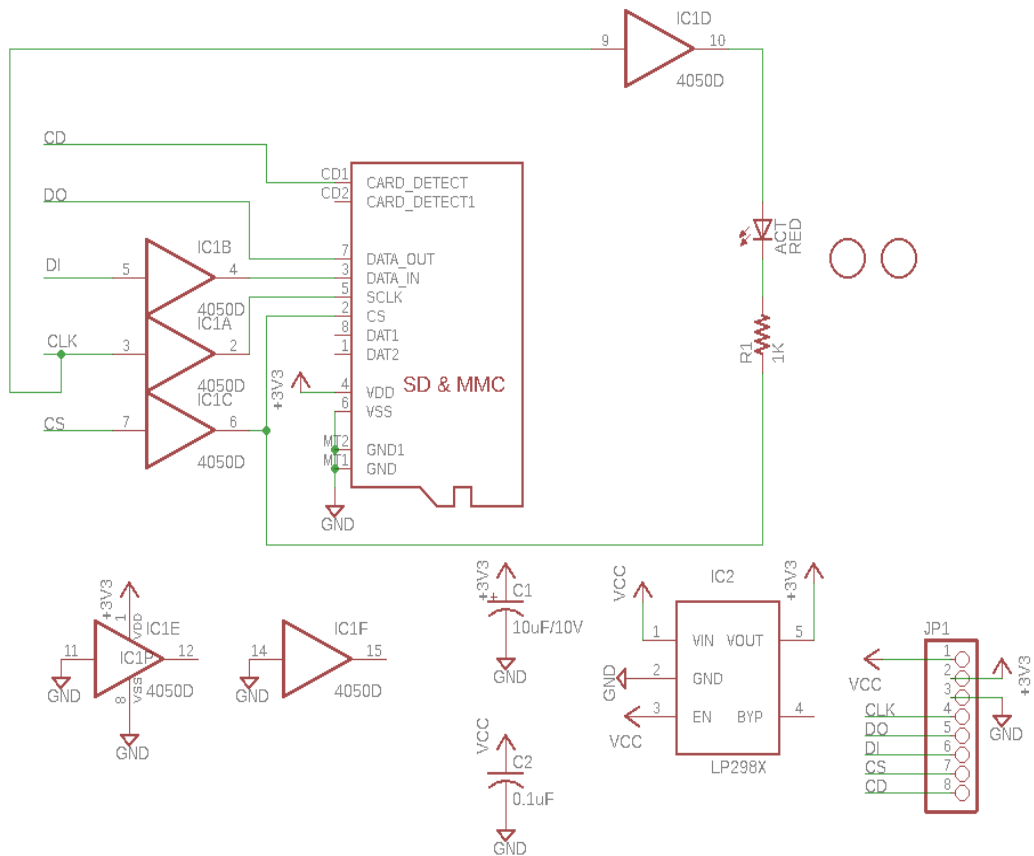 IC1D
9
10
4050D
CD
CD1
CARD_DETECT
CD2
CARD_DETECT1
DO
ACT
RED
IC1B
7
DATA_OUT
DI
5
4
3
DATA_IN
4050D
5
SCLK
IC1A
2
CS
CLK
3
2
8
DAT1
1
DAT2
R1
1K
4050D
+3V3
SD & MMC
IC1C
4
VDD
CS
7
6
6
VSS
4050D
MT2
GND1
MT1
GND
GND
+3V3
1
VDD
IC1E
11
IC1P
12
4050D
GND
8
VSS
GND
IC1F
14
15
4050D
GND
+3V3
+
C1
10uF/10V
GND
VCC
C2
0.1uF
GND
IC2
VCC
+3V3
1
VIN
VOUT
5
GND
2
GND
3
EN
BYP
4
VCC
LP298X
JP1
1
VCC
2
+3V3
3
GND
CLK
4
DO
5
DI
6
CS
7
CD
8